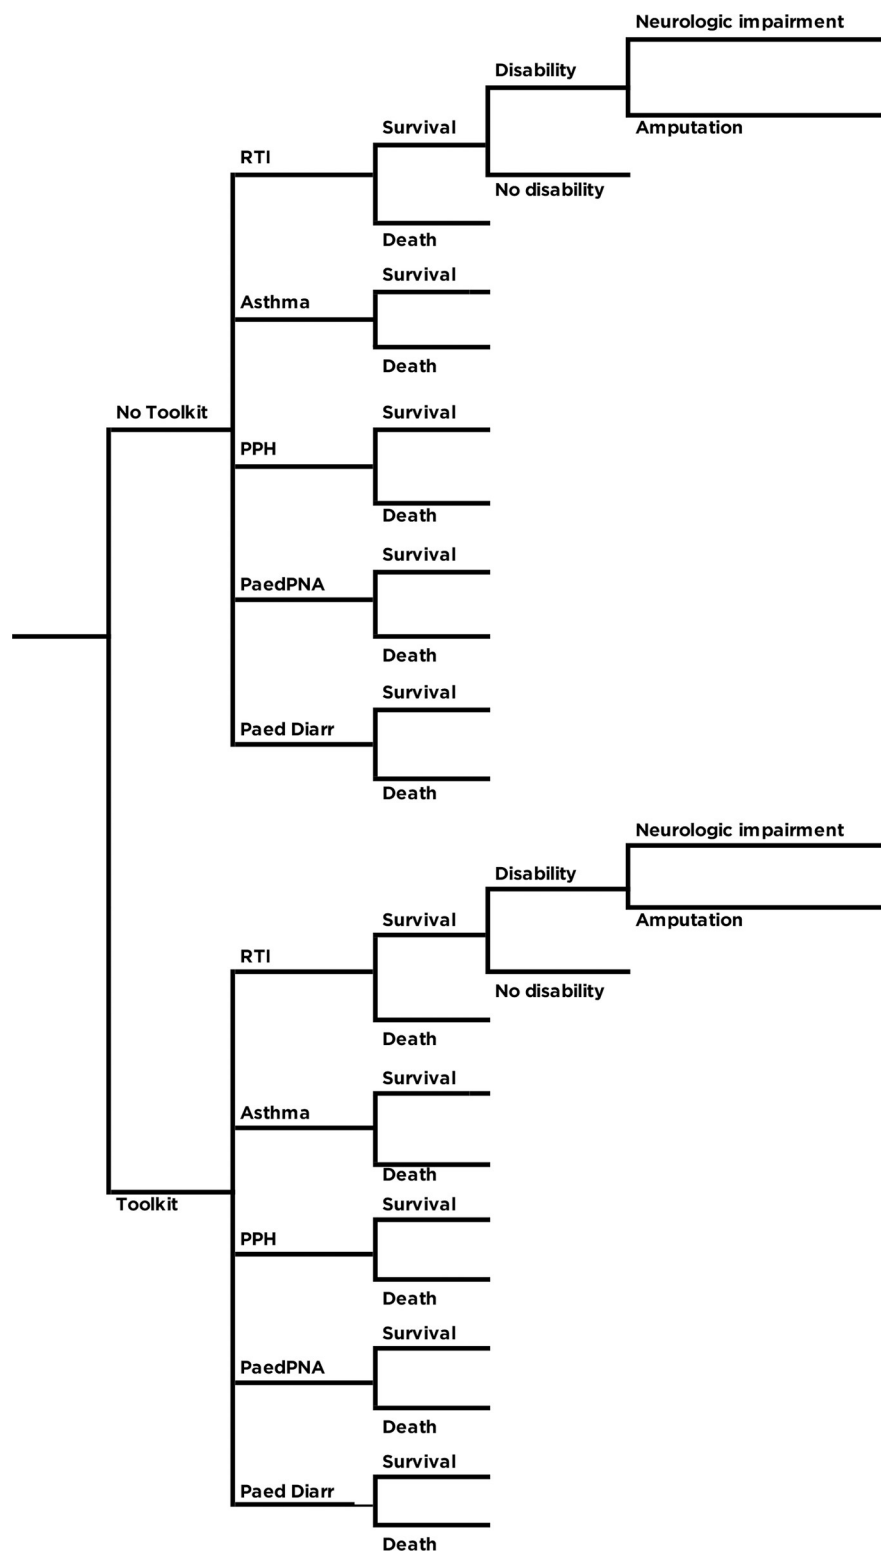 Neurologic impairment
Disability
Amputation
Survival
RTI
No disability
Death
Survival
Asthma
Death
No Toolkit
Survival
PPH
Death
Survival
PaedPNA
Death
Survival
Paed Diarr
Death
Neurologic impairment
Disability
Amputation
Survival
RTI
No disability
Death
Survival
Asthma
Death
Toolkit
Survival
PPH
Death
Survival
PaedPNA
Death
Survival
Paed Diarr
Death